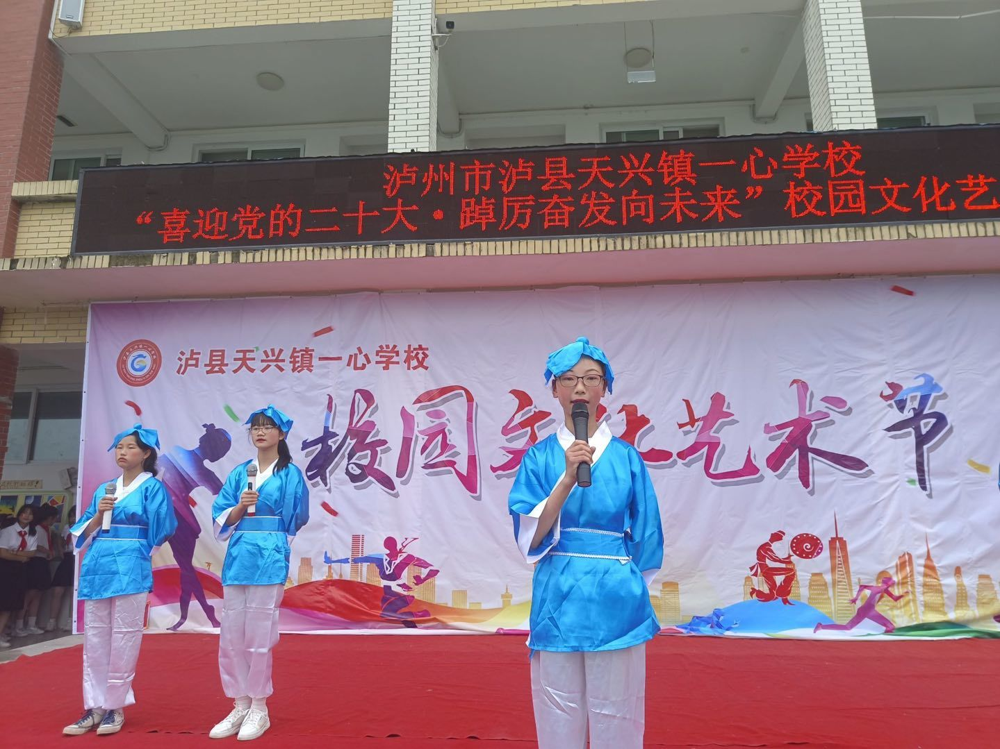 泸州市泸县天兴镇一心学校
“喜迎党的二十大·踔厉奋发向未来”校园文化艺
泸县天兴镇一心学校
校园文化艺术节